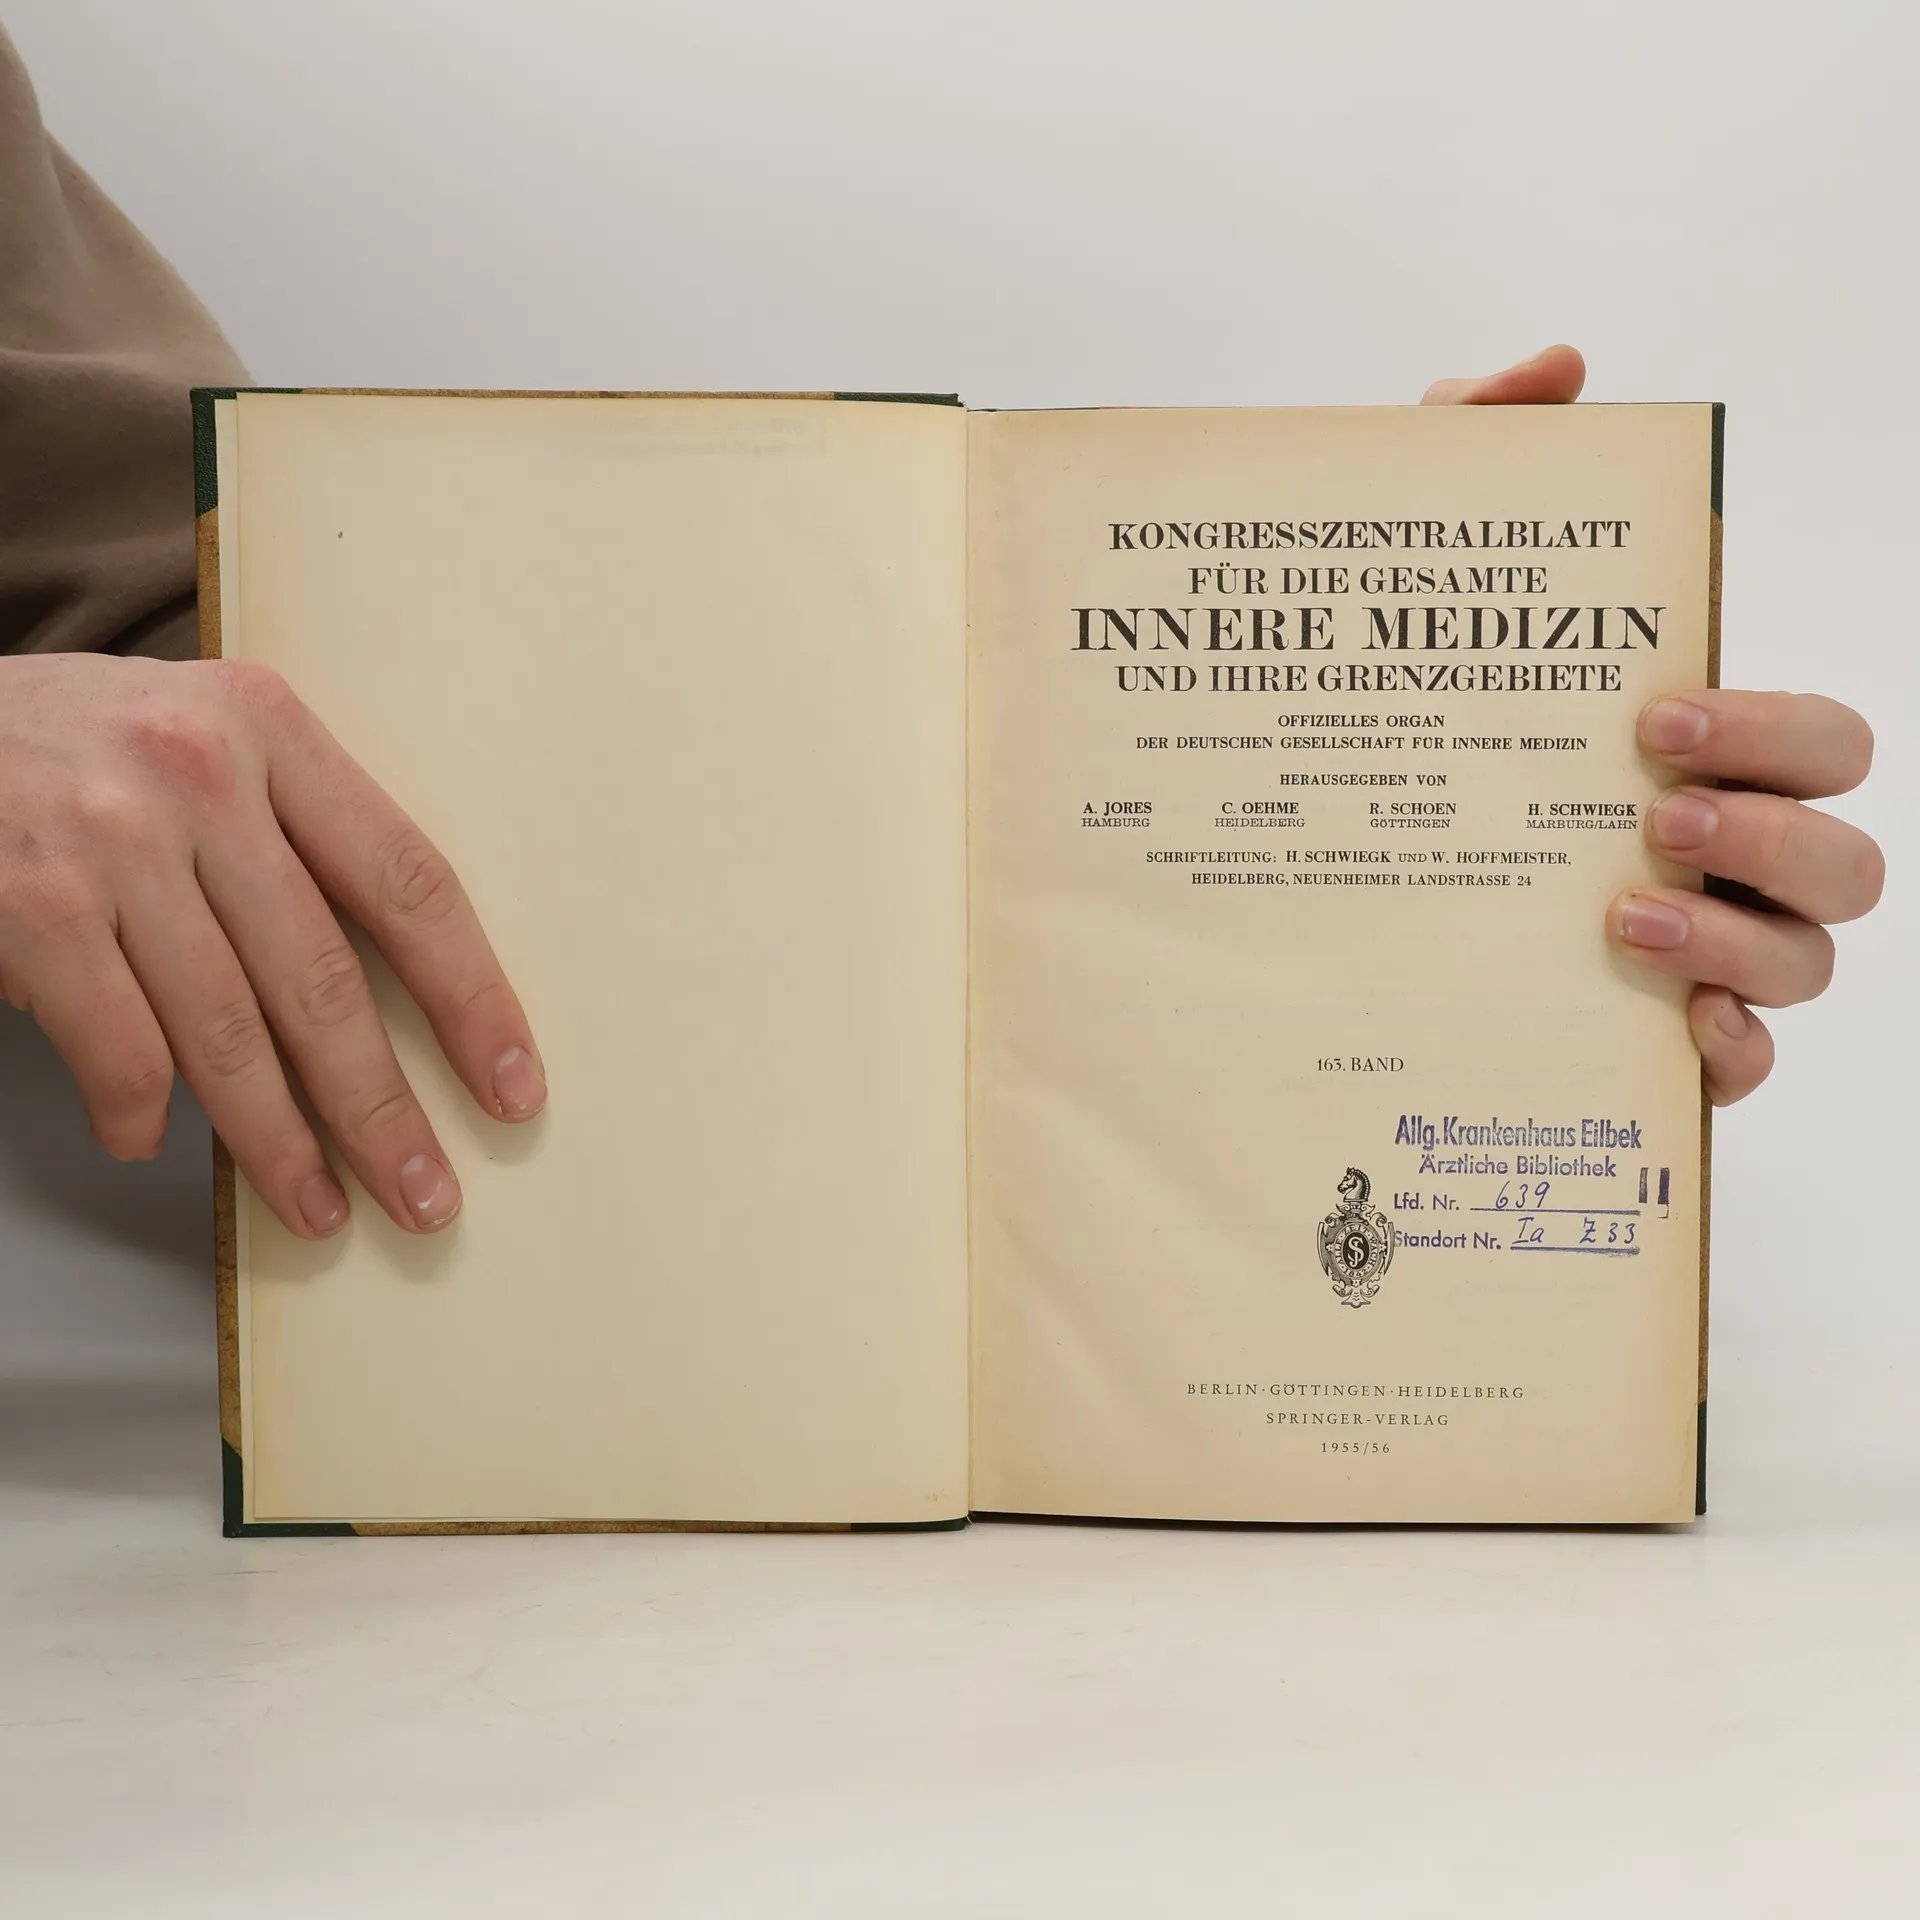 KONGRESSZENTRALBLATT
FÜR DIE GESAMTE
INNERE MEDIZIN
UND IHRE GRENZGEBIETE
OFFIZIELLES ORGAN
DER DEUTSCHEN GESELLSCHAFT FÜR INNERE MEDIZIN
HERAUSGEGEBEN VON
A. JORES C. OEHME R. SCHOEN H. SCHWIEGK
HAMBURG HEIDELBERG GÖTTINGEN MARBURG/LAHN
SCHRIFTLEITUNG: H. SCHWIEGK UND W. HOFFMEISTER,
HEIDELBERG, NEUENHEIMER LANDSTRASSE 24
163. BAND
Allg. Krankenhaus Eilbek
Ärztliche Bibliothek
Lfd. Nr. 639
Standort Nr. Ia Z 33
BERLIN · GÖTTINGEN · HEIDELBERG
SPRINGER-VERLAG
1955/56